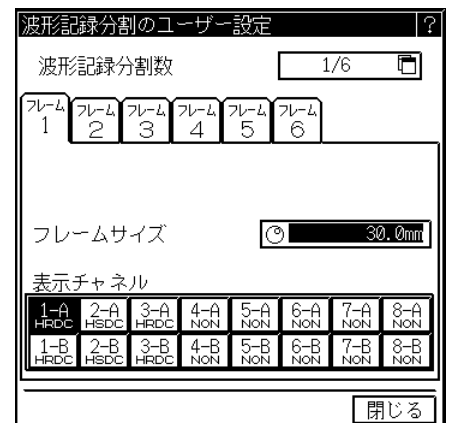 波形記録分割のユーザー設定 ?
波形記録分割数 1/6
フレーム フレーム フレーム フレーム フレーム フレーム
1 2 3 4 5 6
フレームサイズ 30.0mm
表示チャネル
1-A 2-A 3-A 4-A 5-A 6-A 7-A 8-A
HRDC HSDC HRDC NON NON NON NON NON
1-B 2-B 3-B 4-B 5-B 6-B 7-B 8-B
HRDC HSDC HRDC NON NON NON NON NON
閉じる